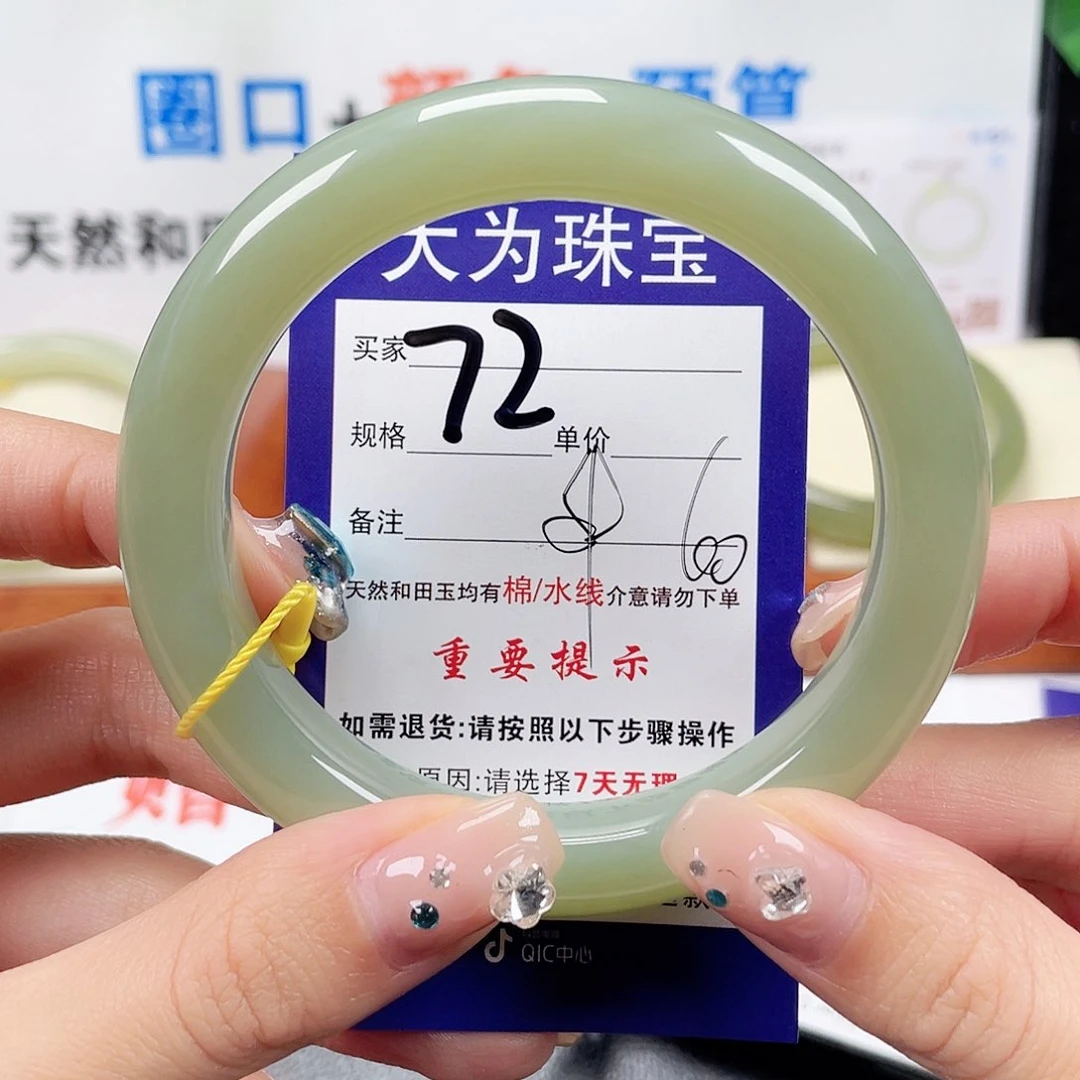 圈口
天然和田
大为珠宝
买家 72
规格 单价
备注
天然和田玉均有棉/水线介意请勿下单
重要提示
如需退货:请按照以下步骤操作
原因:请选择7天无理
QIC中心